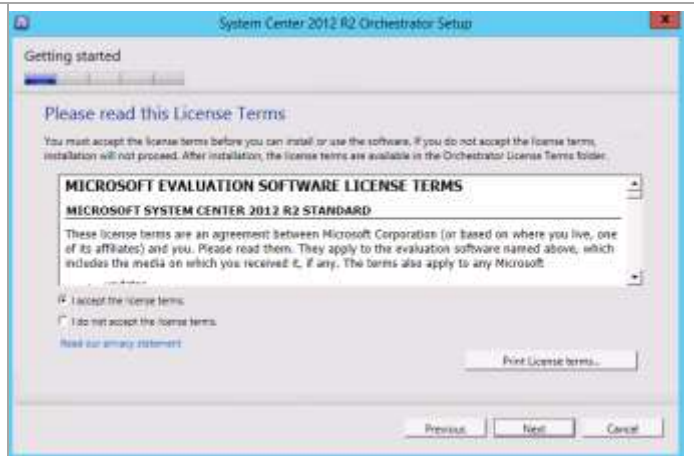 System Center 2012 R2 Orchestrator Setup
Getting started
Please read this License Terms
You must accept the license terms before you can install or use the software. If you do not accept the license terms,
installation will not proceed. After installation, the license terms are available in the Orchestrator License Terms folder.
MICROSOFT EVALUATION SOFTWARE LICENSE TERMS
MICROSOFT SYSTEM CENTER 2012 R2 STANDARD
These license terms are an agreement between Microsoft Corporation (or based on where you live, one
of its affiliates) and you. Please read them. They apply to the evaluation software named above, which
includes the media on which you received it, if any. The terms also apply to any Microsoft
I accept the license terms.
I do not accept the license terms.
Read our privacy statement
Print License terms...
Previous
Next
Cancel